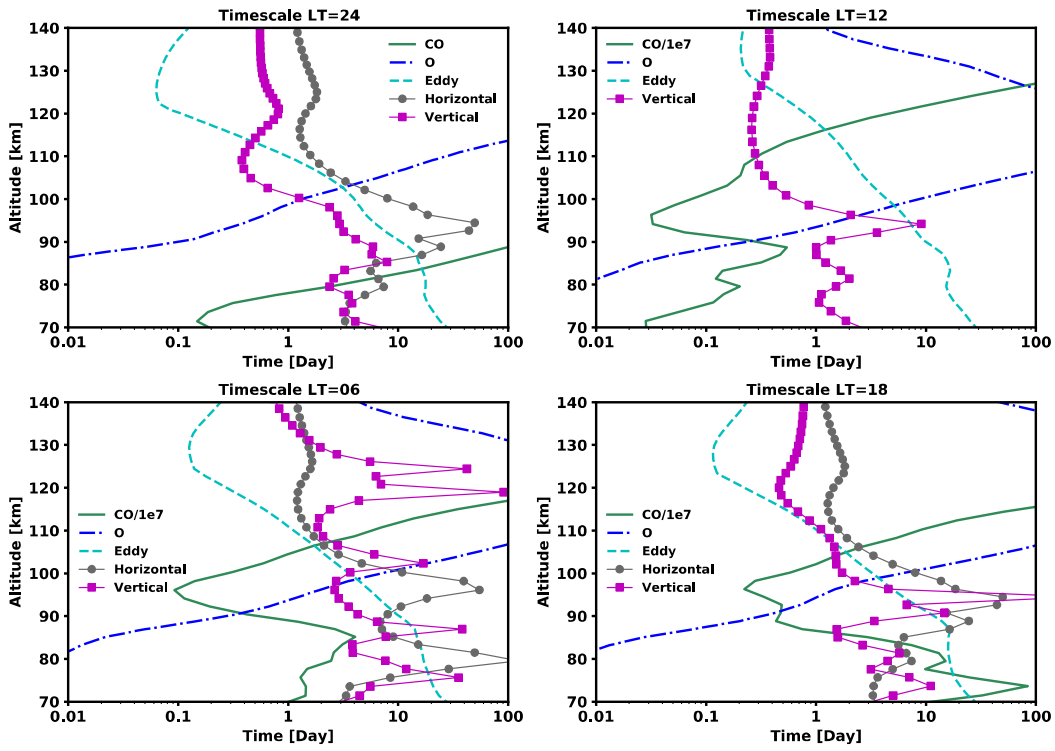 Timescale LT=24
140
130
120
110
100
90
80
70
Altitude [km]
CO
O
Eddy
Horizontal
Vertical
0.01 0.1 1 10 100
Time [Day]
Timescale LT=12
140
130
120
110
100
90
80
70
Altitude [km]
CO/1e7
O
Eddy
Vertical
0.01 0.1 1 10 100
Time [Day]
Timescale LT=06
140
130
120
110
100
90
80
70
Altitude [km]
CO/1e7
O
Eddy
Horizontal
Vertical
0.01 0.1 1 10 100
Time [Day]
Timescale LT=18
140
130
120
110
100
90
80
70
Altitude [km]
CO/1e7
O
Eddy
Horizontal
Vertical
0.01 0.1 1 10 100
Time [Day]